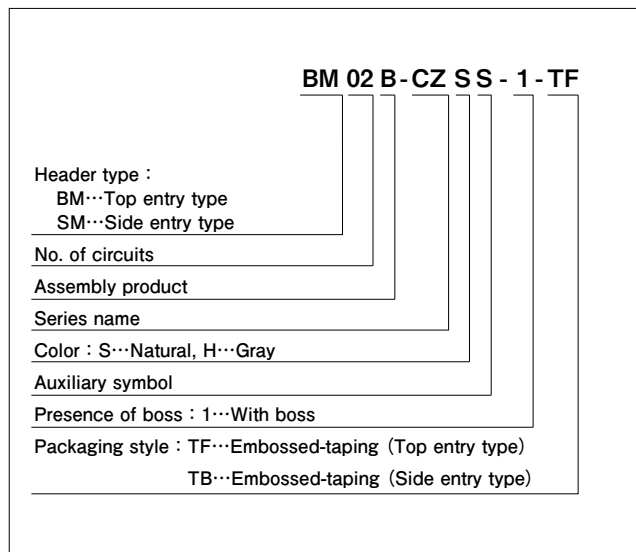 BM 02 B - CZ S S - 1 - TF
Header type :
BM…Top entry type
SM…Side entry type
No. of circuits
Assembly product
Series name
Color : S…Natural, H…Gray
Auxiliary symbol
Presence of boss : 1…With boss
Packaging style : TF…Embossed-taping (Top entry type)
TB…Embossed-taping (Side entry type)